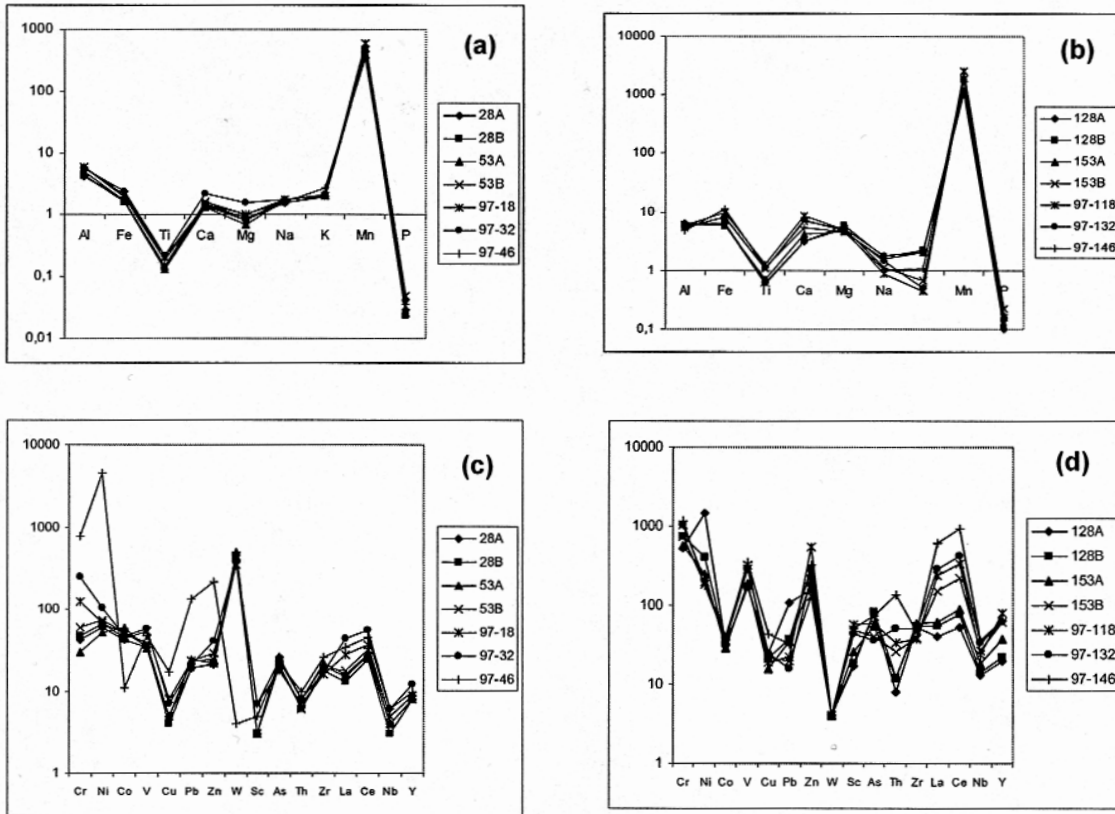 (a)
1000
100
10
1
0,1
0,01
Al Fe Ti Ca Mg Na K Mn P
28A
28B
53A
53B
97-18
97-32
97-46
(b)
10000
1000
100
10
1
0,1
Al Fe Ti Ca Mg Na Mn P
128A
128B
153A
153B
97-118
97-132
97-146
(c)
10000
1000
100
10
1
Cr Ni Co V Cu Pb Zn W Sc As Th Zr La Ce Nb Y
28A
28B
53A
53B
97-18
97-32
97-46
(d)
10000
1000
100
10
1
Cr Ni Co V Cu Pb Zn W Sc As Th Zr La Ce Nb Y
128A
128B
153A
153B
97-118
97-132
97-146